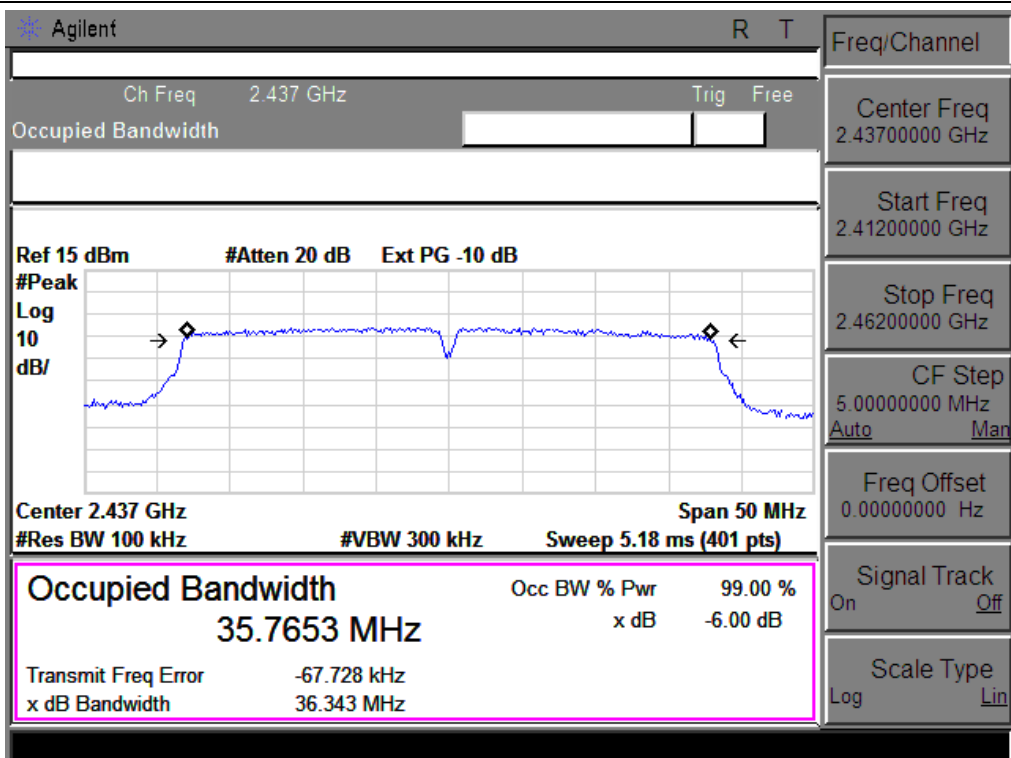 Agilent R T
Ch Freq 2.437 GHz Trig Free
Occupied Bandwidth
Ref 15 dBm #Atten 20 dB Ext PG -10 dB
#Peak
Log
10
dB/
Center 2.437 GHz Span 50 MHz
#Res BW 100 kHz #VBW 300 kHz Sweep 5.18 ms (401 pts)
Occupied Bandwidth Occ BW % Pwr 99.00 %
35.7653 MHz x dB -6.00 dB
Transmit Freq Error -67.728 kHz
x dB Bandwidth 36.343 MHz
Freq/Channel
Center Freq
2.43700000 GHz
Start Freq
2.41200000 GHz
Stop Freq
2.46200000 GHz
CF Step
5.00000000 MHz
Auto Man
Freq Offset
0.00000000 Hz
Signal Track
On Off
Scale Type
Log Lin